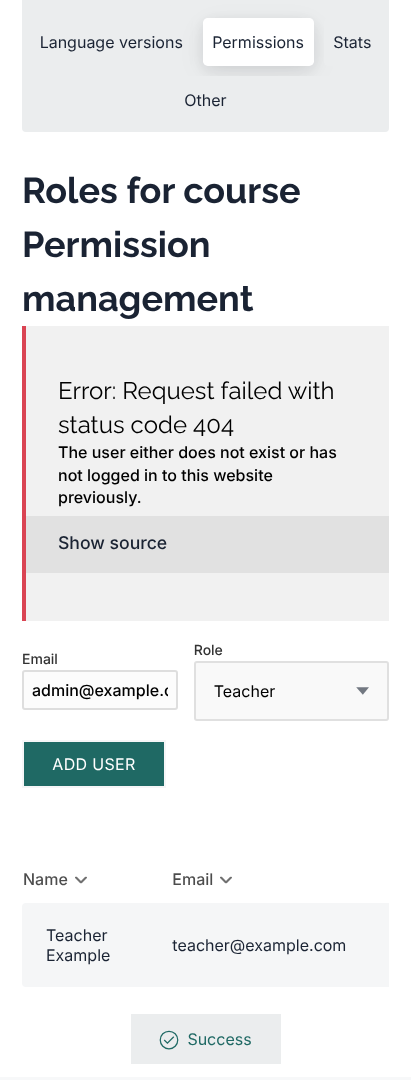 Language versions Permissions Stats
Other
Roles for course
Permission
management
Error: Request failed with
status code 404
The user either does not exist or has
not logged in to this website
previously.
Show source
Email
Role
admin@example.c
Teacher
ADD USER
Name Email
Teacher
Example
teacher@example.com
Success